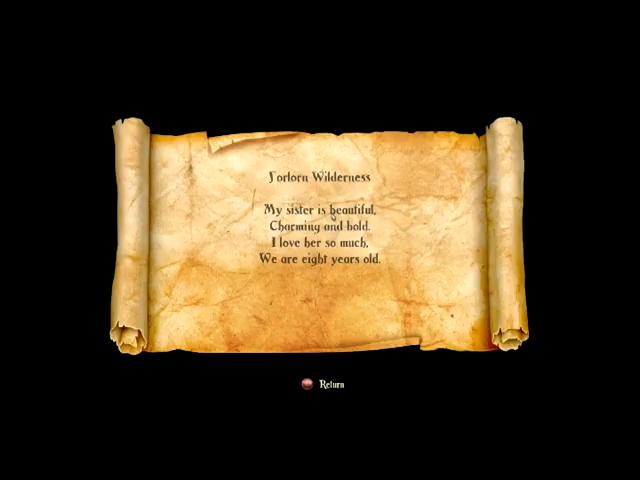 Forlorn Wilderness
My sister is beautiful,
Charming and bold.
I love her so much,
We are eight years old.
Return